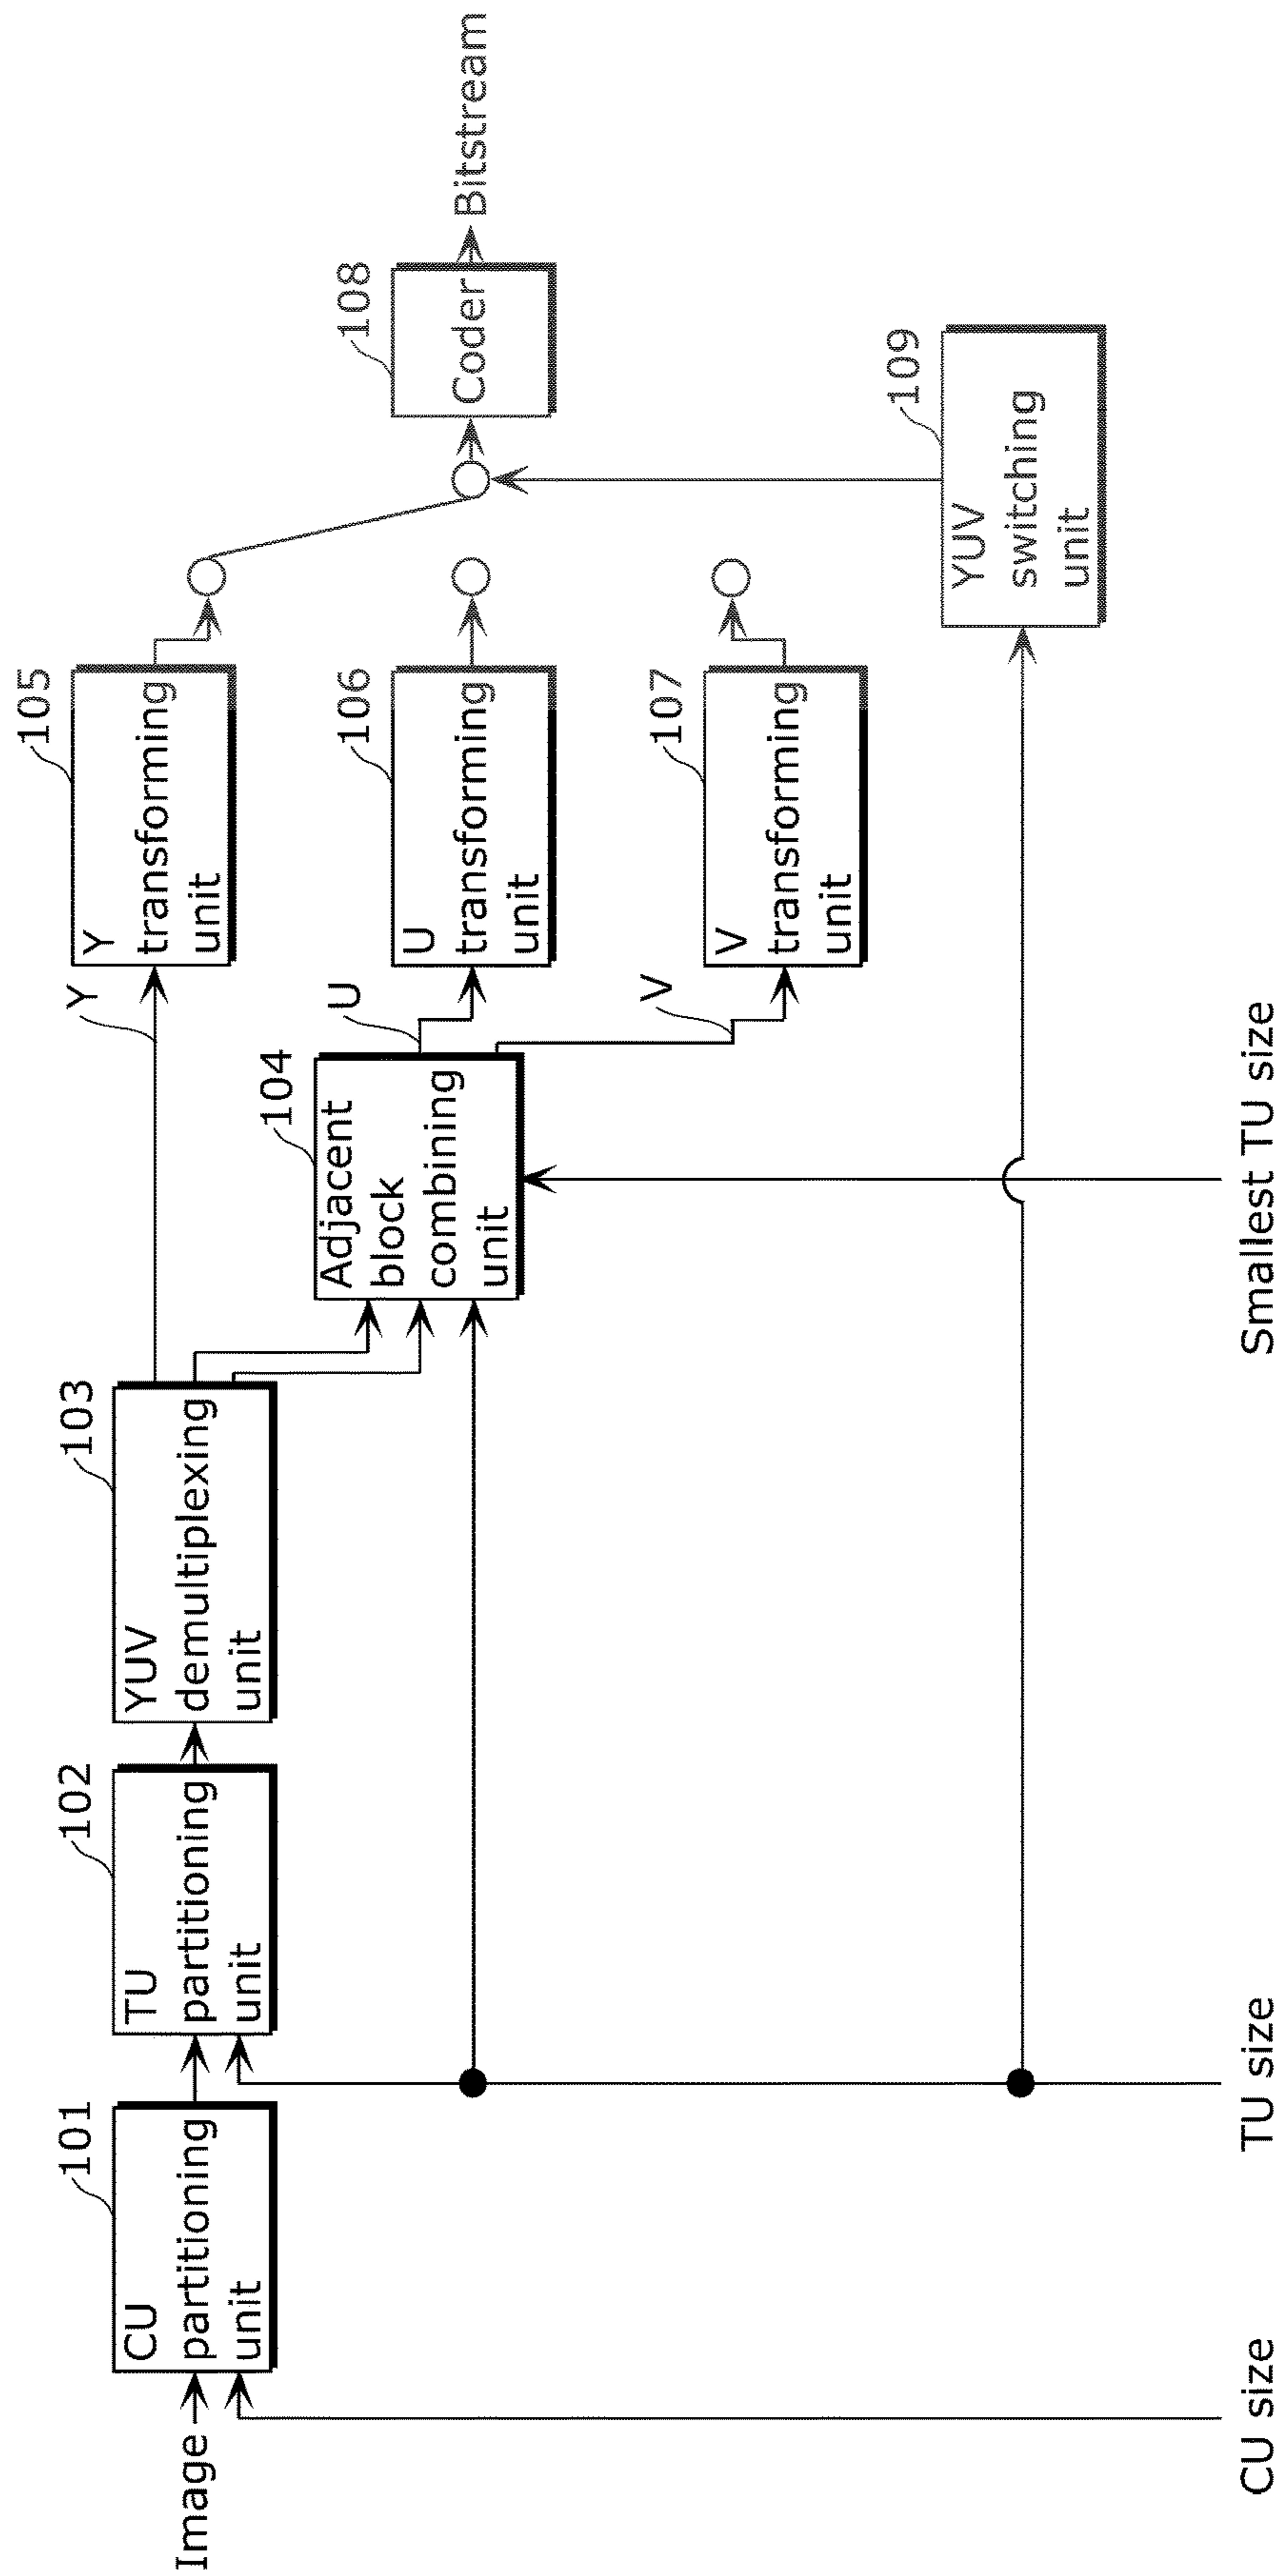 Image
CU size
101
CU
partitioning
unit
TU size
102
TU
partitioning
unit
103
YUV
demultiplexing
unit
Smallest TU size
104
Adjacent
block
combining
unit
Y
U
V
105
Y
transforming
unit
106
U
transforming
unit
107
V
transforming
unit
108
Coder
Bitstream
109
YUV
switching
unit